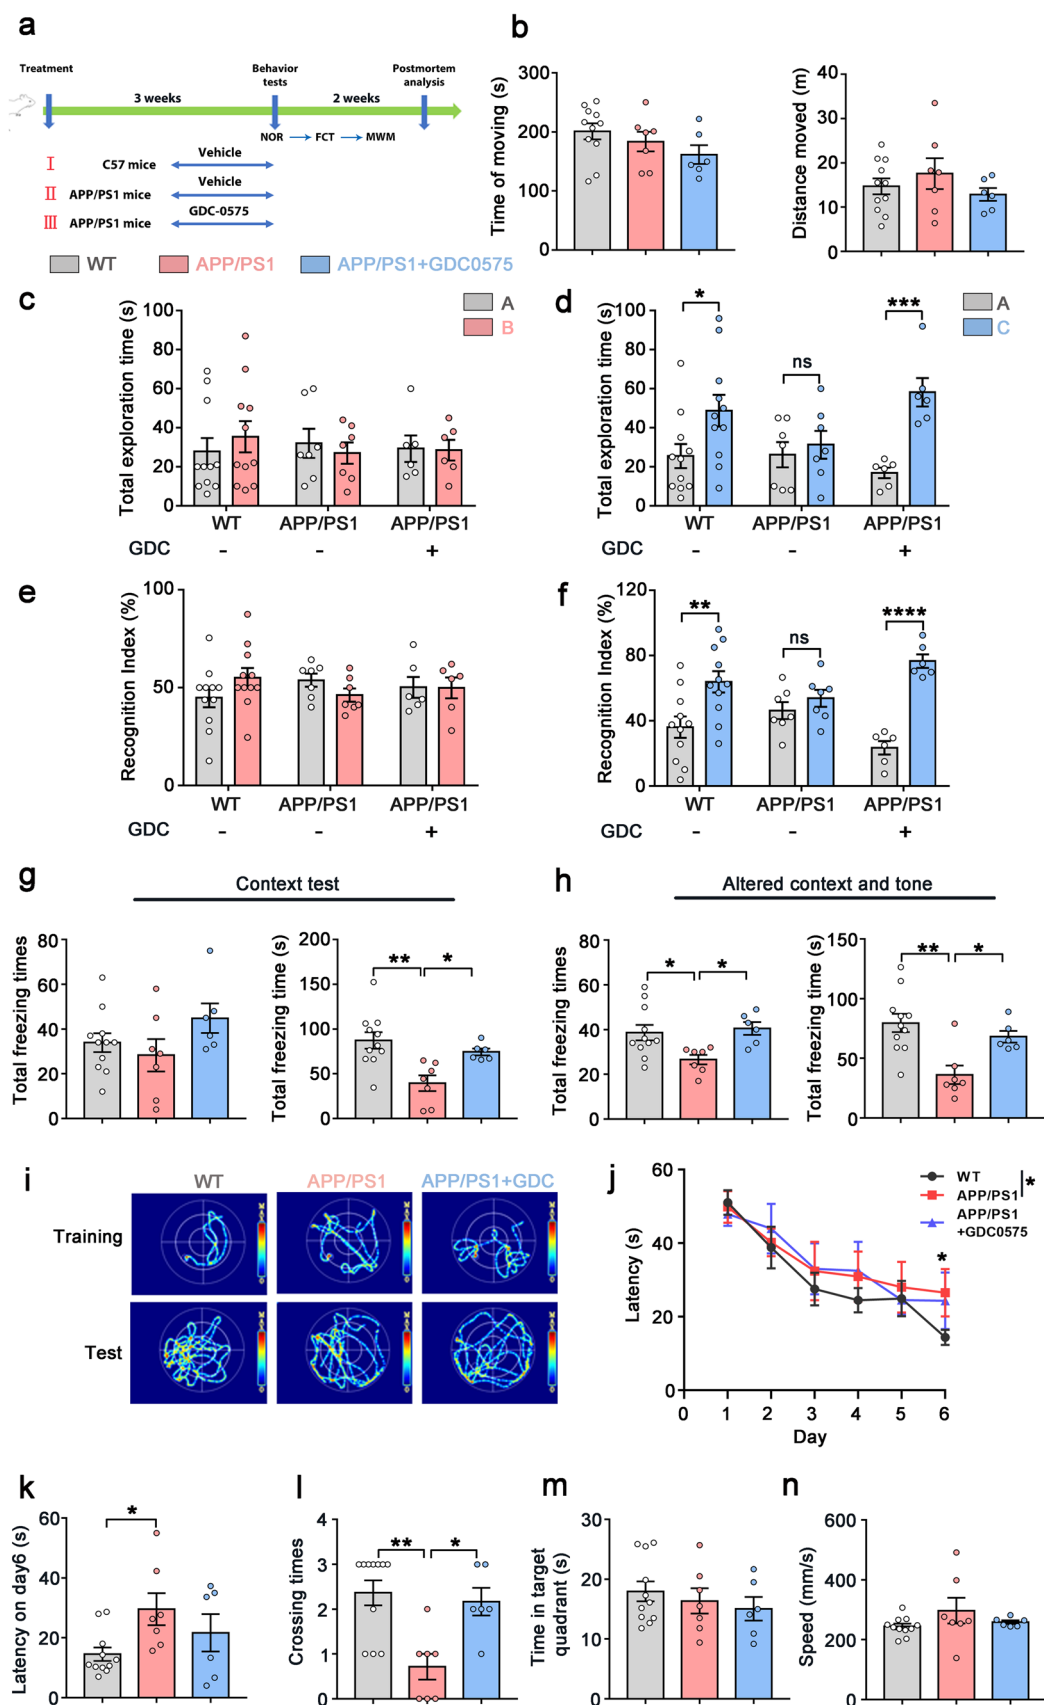 a
Treatment
Behavior
tests
Postmortem
analysis
3 weeks
2 weeks
NOR
FCT
MWM
I
C57 mice
Vehicle
II
APP/PS1 mice
Vehicle
III
APP/PS1 mice
GDC-0575
WT
APP/PS1
APP/PS1+GDC0575
b
Time of moving (s)
300
200
100
0
Distance moved (m)
40
30
20
10
0
c
A
B
Total exploration time (s)
100
80
60
40
20
0
WT
APP/PS1
APP/PS1
GDC
-
-
+
d
A
C
Total exploration time (s)
100
80
60
40
20
0
*
ns
***
WT
APP/PS1
APP/PS1
GDC
-
-
+
e
Recognition Index (%)
100
50
0
WT
APP/PS1
APP/PS1
GDC
-
-
+
f
Recognition Index (%)
120
80
40
0
**
ns
****
WT
APP/PS1
APP/PS1
GDC
-
-
+
g
Context test
Total freezing times
80
60
40
20
0
Total freezing time (s)
200
150
100
50
0
**
*
h
Altered context and tone
Total freezing times
80
60
40
20
0
*
*
Total freezing time (s)
150
100
50
0
**
*
i
WT
APP/PS1
APP/PS1+GDC
Training
Test
j
Latency (s)
60
40
20
0
0
1
2
3
4
5
6
Day
WT
APP/PS1
APP/PS1
+GDC0575
*
*
k
Latency on day6 (s)
60
40
20
0
*
l
Crossing times
4
3
2
1
0
**
*
m
Time in target
quadrant (s)
30
20
10
0
n
Speed (mm/s)
600
400
200
0